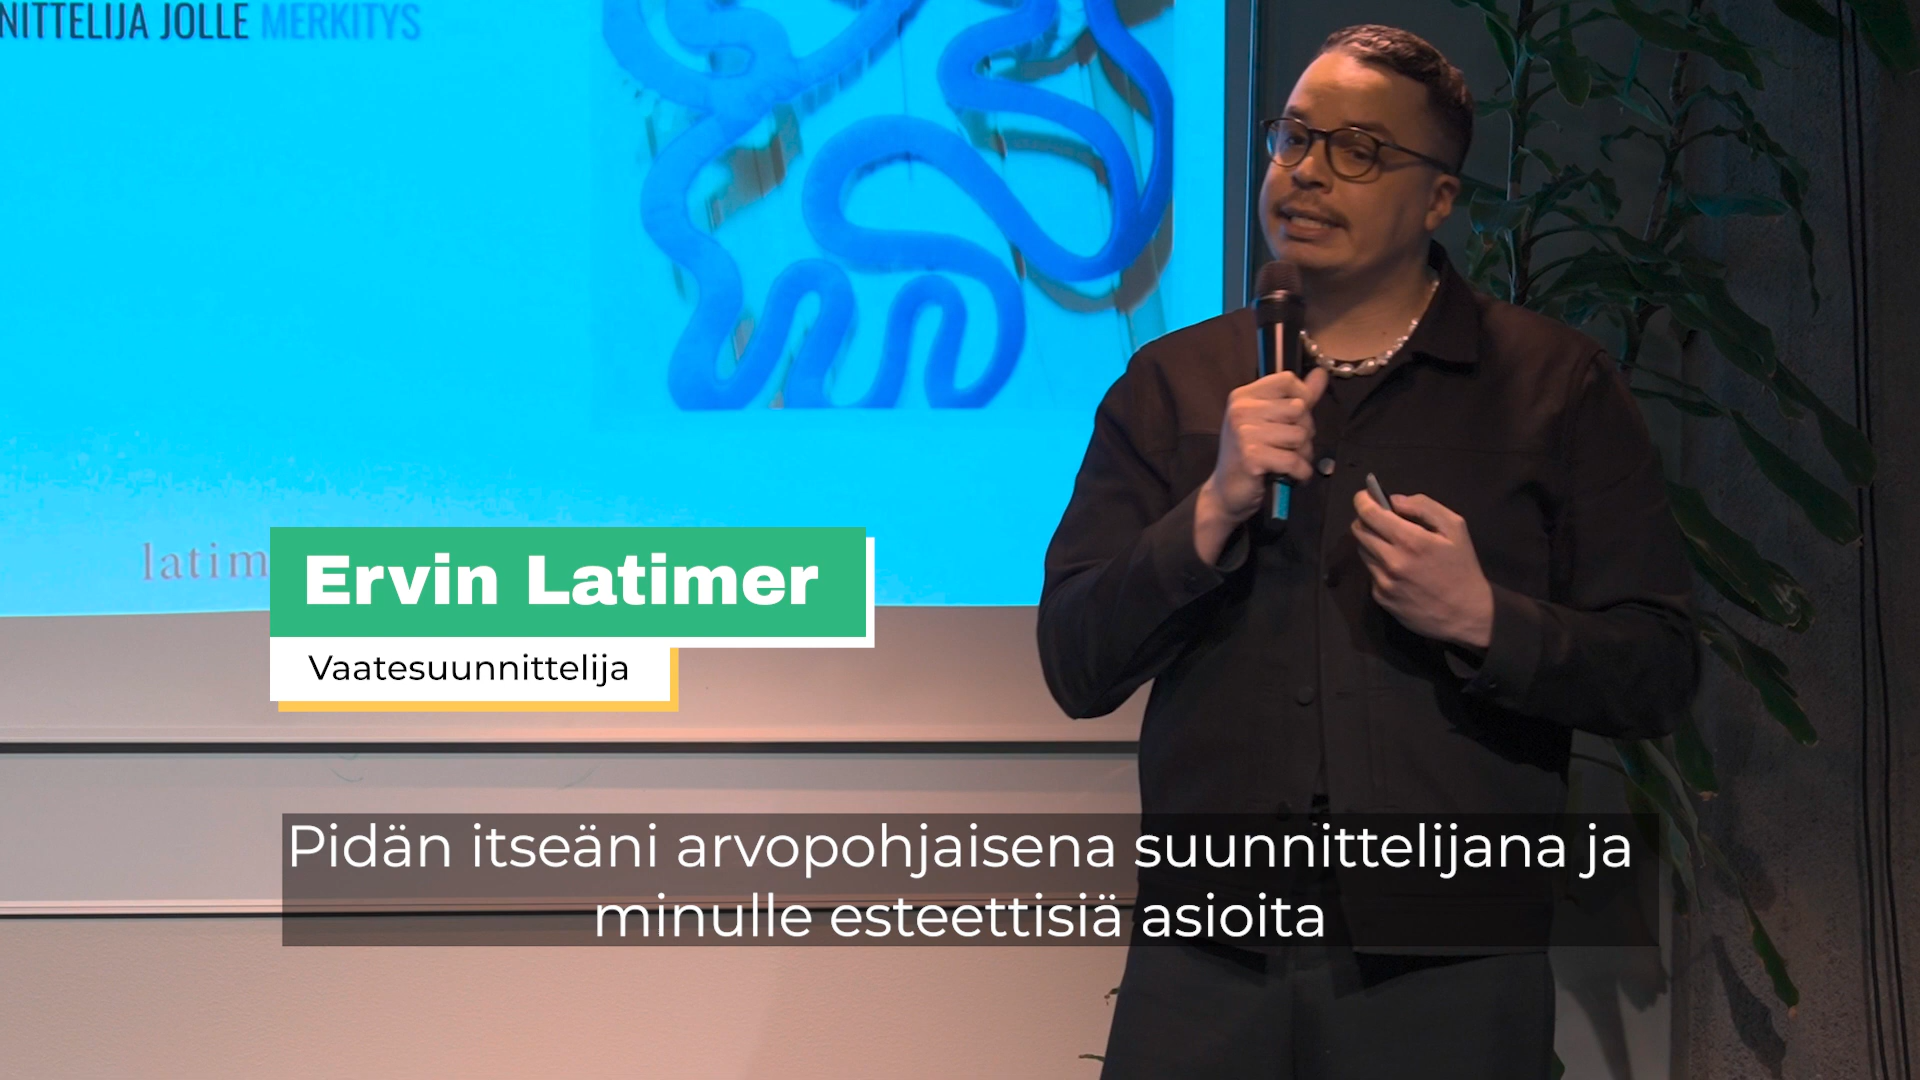 NITTELIJA JOLLE MERKITYS
latim
Ervin Latimer
Vaatesuunnittelija
Pidän itseäni arvopohjaisena suunnittelijana ja
minulle esteettisiä asioita